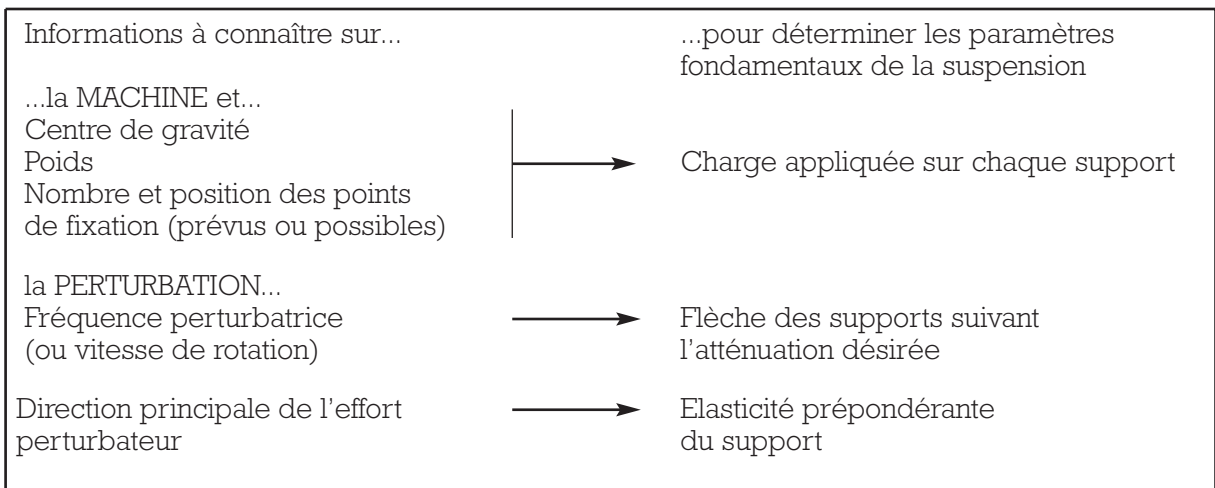 Informations à connaître sur...
...pour déterminer les paramètres
fondamentaux de la suspension
...la MACHINE et...
Centre de gravité
Poids
Charge appliquée sur chaque support
Nombre et position des points
de fixation (prévus ou possibles)
la PERTURBATION...
Fréquence perturbatrice
(ou vitesse de rotation)
Flèche des supports suivant
l'atténuation désirée
Direction principale de l'effort
perturbateur
Elasticité prépondérante
du support